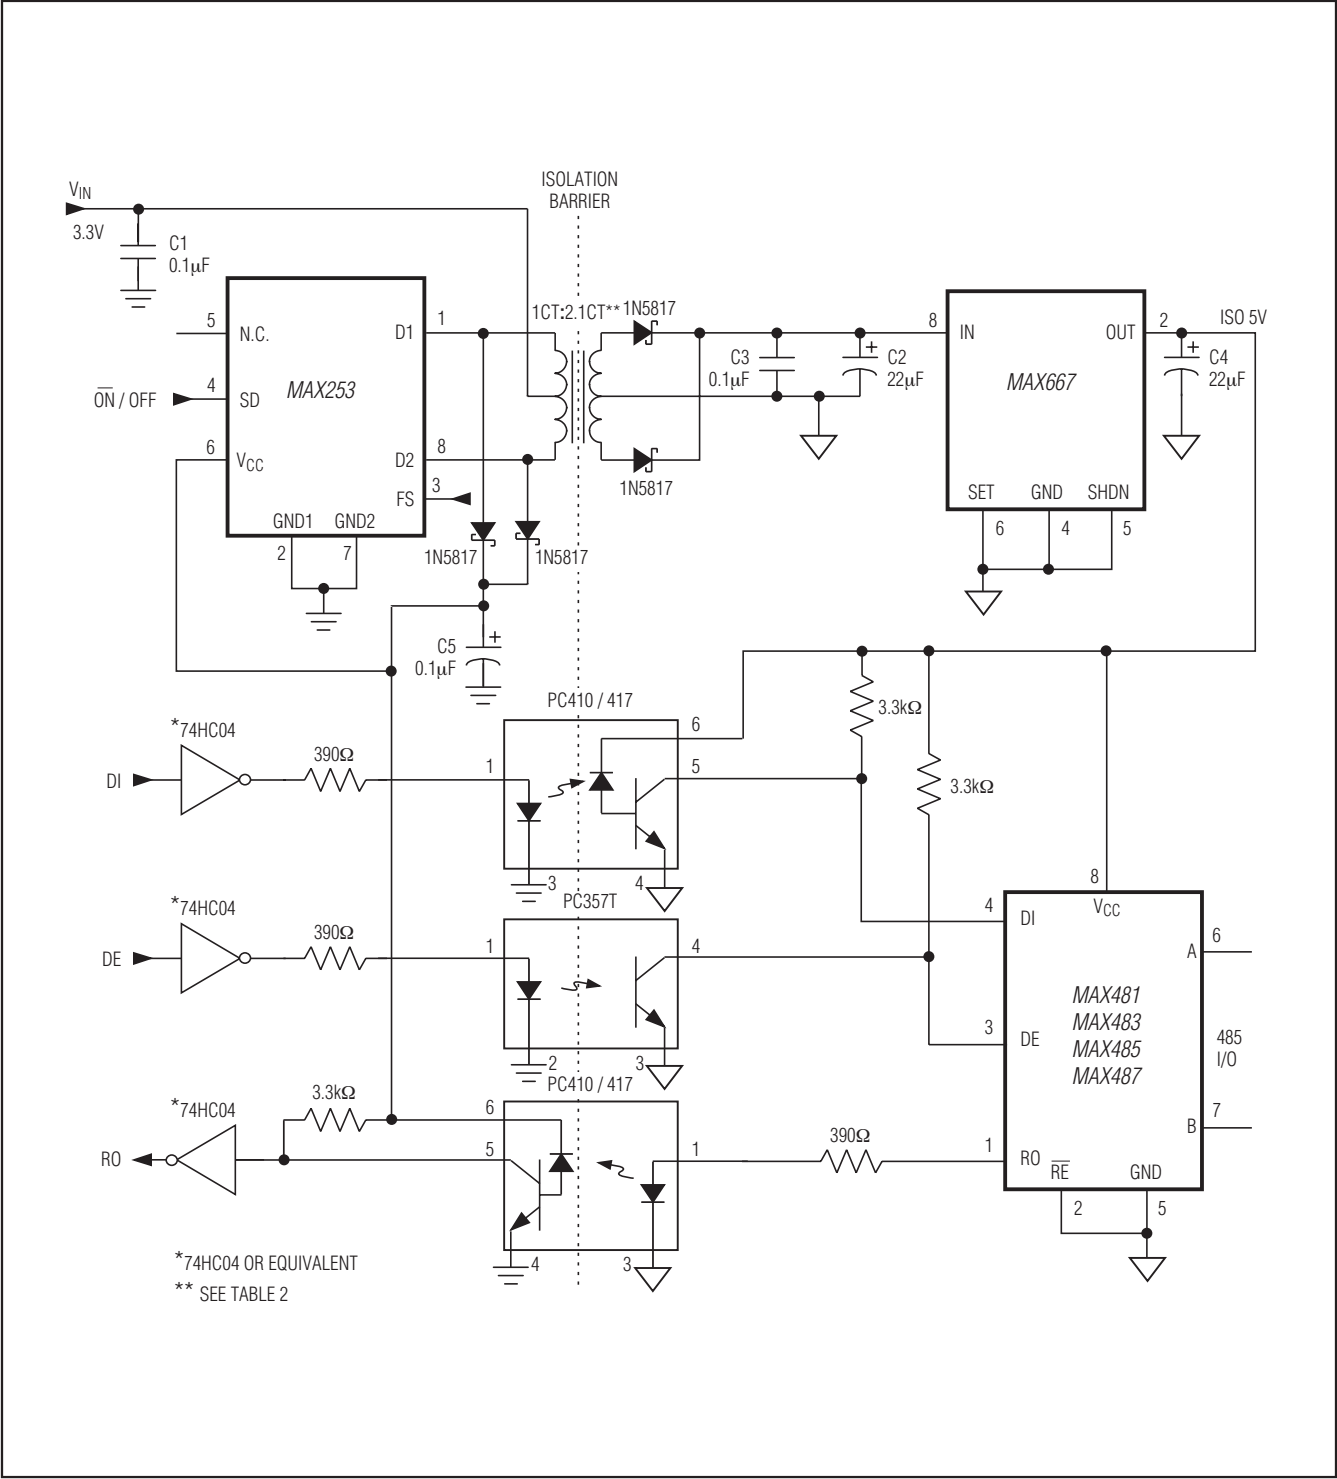 ISOLATION
BARRIER
VIN
3.3V
C1
0.1µF
5
N.C.
ON / OFF
4
SD
6
VCC
MAX253
D1
1
D2
8
FS
3
GND1
GND2
2
7
1CT:2.1CT**
1N5817
1N5817
1N5817
1N5817
C3
0.1µF
+
C2
22µF
8
IN
OUT
2
ISO 5V
MAX667
+
C4
22µF
SET
GND
SHDN
6
4
5
+
C5
0.1µF
*74HC04
DI
390Ω
PC410 / 417
1
6
5
3
4
3.3kΩ
3.3kΩ
*74HC04
DE
390Ω
PC357T
1
4
2
3
*74HC04
RO
3.3kΩ
PC410 / 417
6
5
1
4
3
390Ω
8
VCC
4
DI
3
DE
1
RO
RE
GND
2
5
MAX481
MAX483
MAX485
MAX487
A
6
485
I/O
B
7
*74HC04 OR EQUIVALENT
** SEE TABLE 2